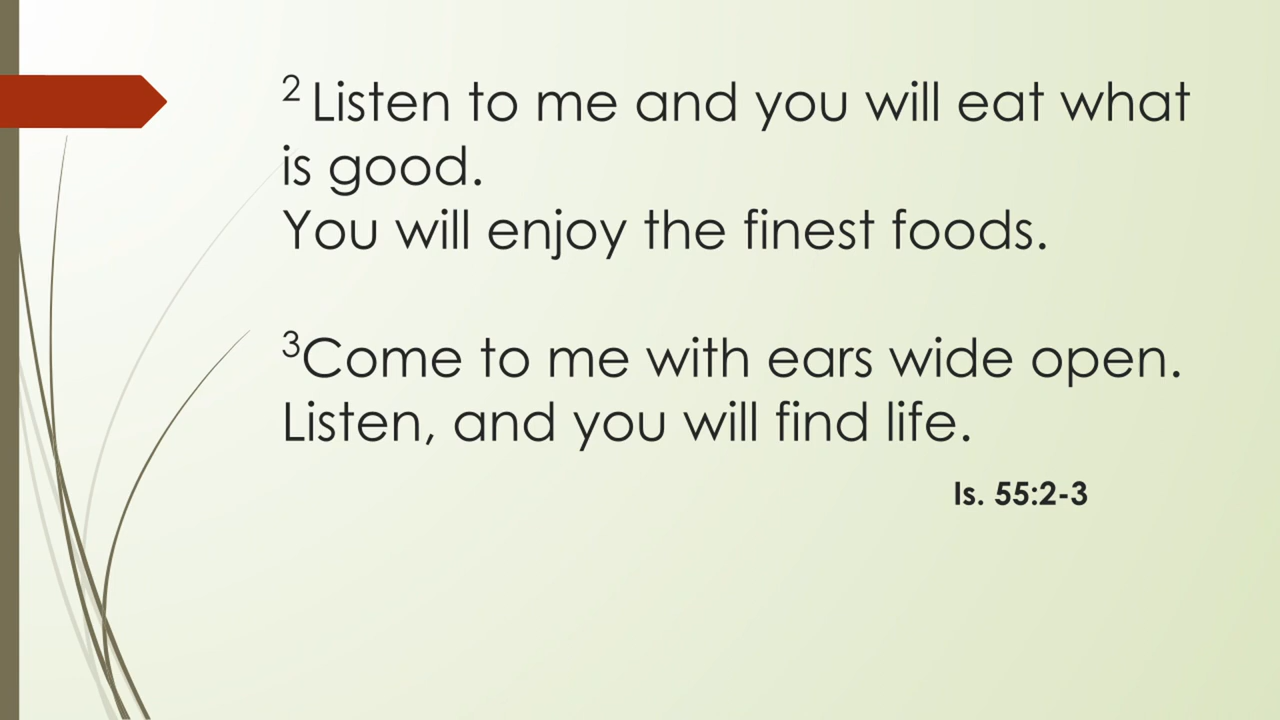 2 Listen to me and you will eat what
is good.
You will enjoy the finest foods.
3Come to me with ears wide open.
Listen, and you will find life.
Is. 55:2-3